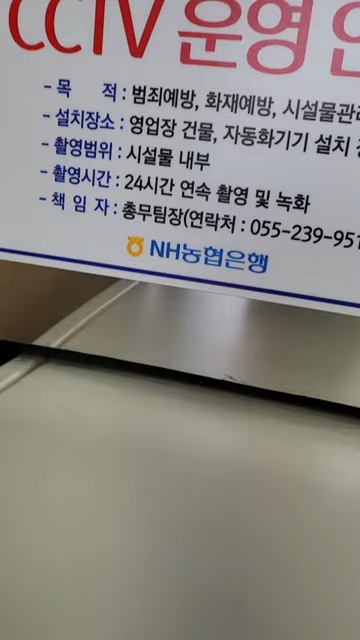 CCTV 운영 안
- 목 적 : 범죄예방, 화재예방, 시설물관리
- 설치장소 : 영업장 건물, 자동화기기 설치
- 촬영범위 : 시설물 내부
- 촬영시간 : 24시간 연속 촬영 및 녹화
- 책 임 자 : 총무팀장(연락처 : 055-239-951
NH농협은행